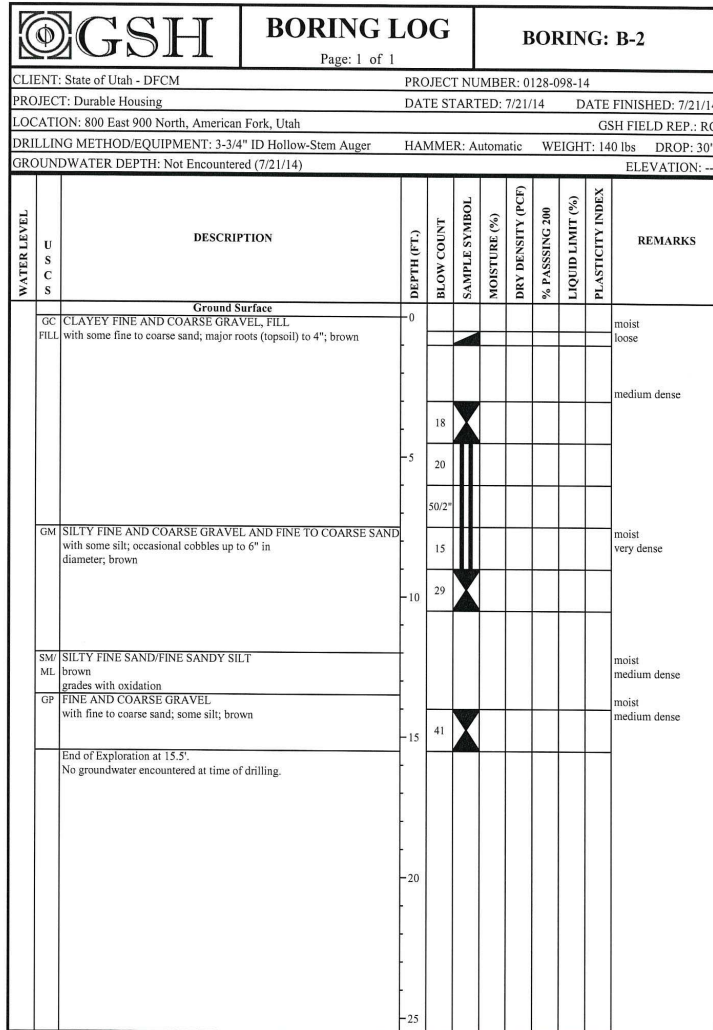 GSH
BORING LOG
Page: 1 of 1
BORING: B-2
CLIENT: State of Utah - DFCM
PROJECT NUMBER: 0128-098-14
PROJECT: Durable Housing
DATE STARTED: 7/21/14 DATE FINISHED: 7/21/14
LOCATION: 800 East 900 North, American Fork, Utah
GSH FIELD REP.: RC
DRILLING METHOD/EQUIPMENT: 3-3/4" ID Hollow-Stem Auger
HAMMER: Automatic WEIGHT: 140 lbs DROP: 30"
GROUNDWATER DEPTH: Not Encountered (7/21/14)
ELEVATION: --
WATER LEVEL
U
S
C
S
DESCRIPTION
DEPTH (FT.)
BLOW COUNT
SAMPLE SYMBOL
MOISTURE (%)
DRY DENSITY (PCF)
% PASSSING 200
LIQUID LIMIT (%)
PLASTICITY INDEX
REMARKS
Ground Surface
0
GC CLAYEY FINE AND COARSE GRAVEL, FILL
moist
FILL with some fine to coarse sand; major roots (topsoil) to 4"; brown
loose
medium dense
18
5
20
50/2"
GM SILTY FINE AND COARSE GRAVEL AND FINE TO COARSE SAND
moist
with some silt; occasional cobbles up to 6" in
15
very dense
diameter; brown
29
10
SM/ SILTY FINE SAND/FINE SANDY SILT
moist
ML brown
medium dense
grades with oxidation
GP FINE AND COARSE GRAVEL
moist
with fine to coarse sand; some silt; brown
medium dense
41
15
End of Exploration at 15.5'.
No groundwater encountered at time of drilling.
20
25